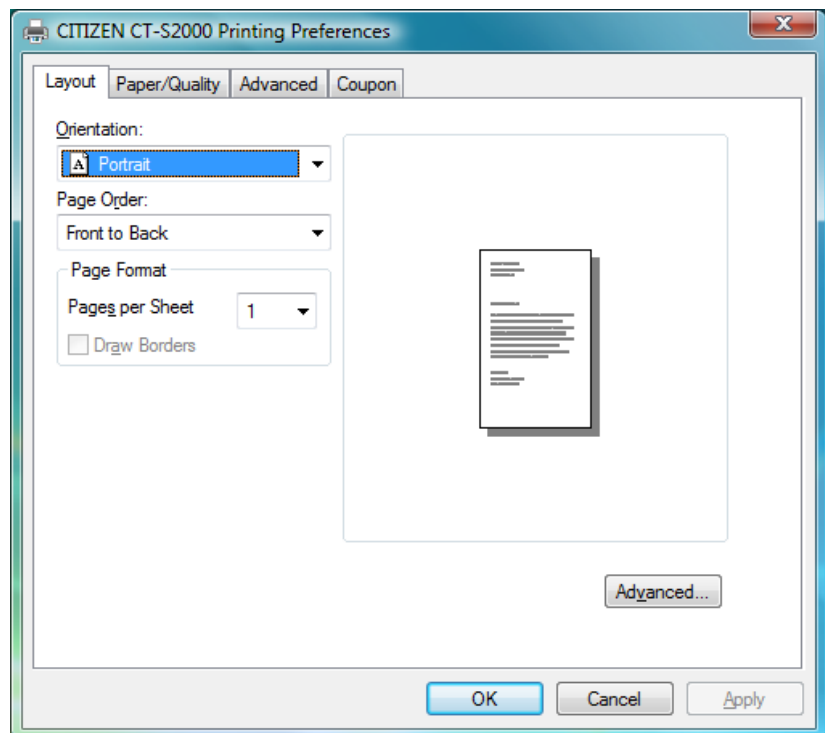 CITIZEN CT-S2000 Printing Preferences
X
Layout Paper/Quality Advanced Coupon
Orientation:
A Portrait
Page Order:
Front to Back
Page Format
Pages per Sheet 1
Draw Borders
Advanced...
OK Cancel Apply